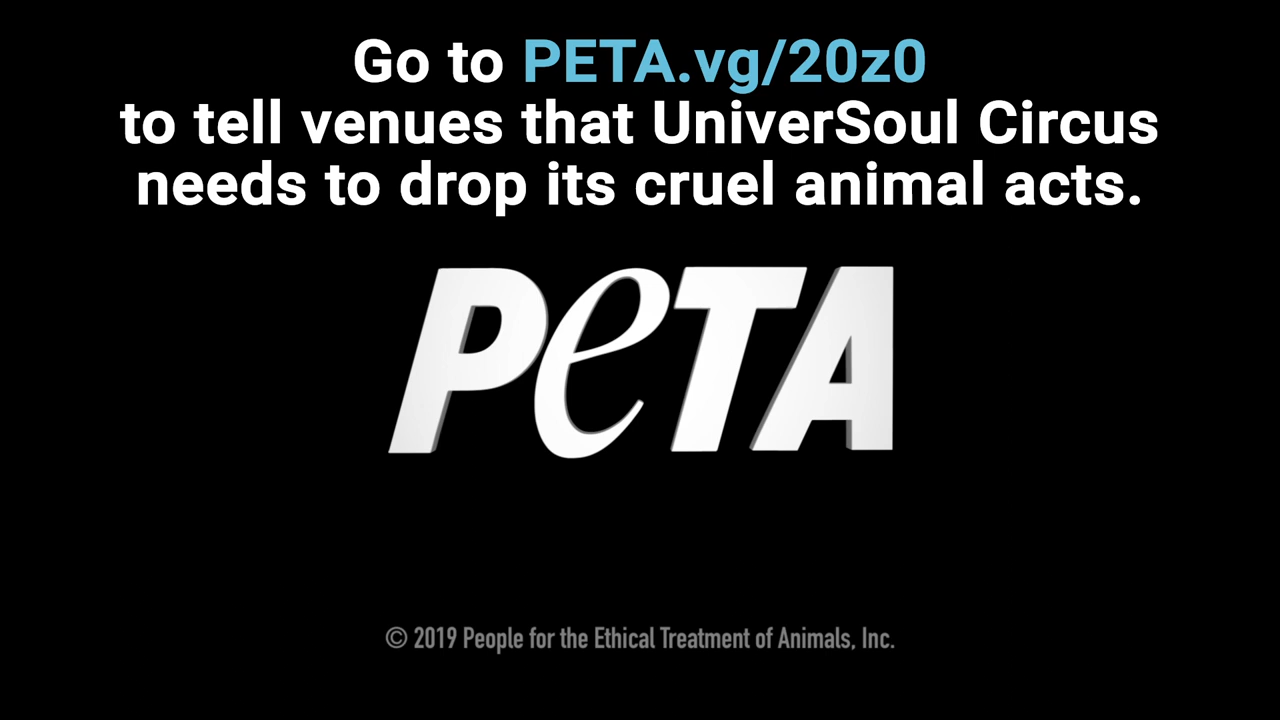 Go to PETA.vg/20z0
to tell venues that UniverSoul Circus
needs to drop its cruel animal acts.
PeTA
© 2019 People for the Ethical Treatment of Animals, Inc.